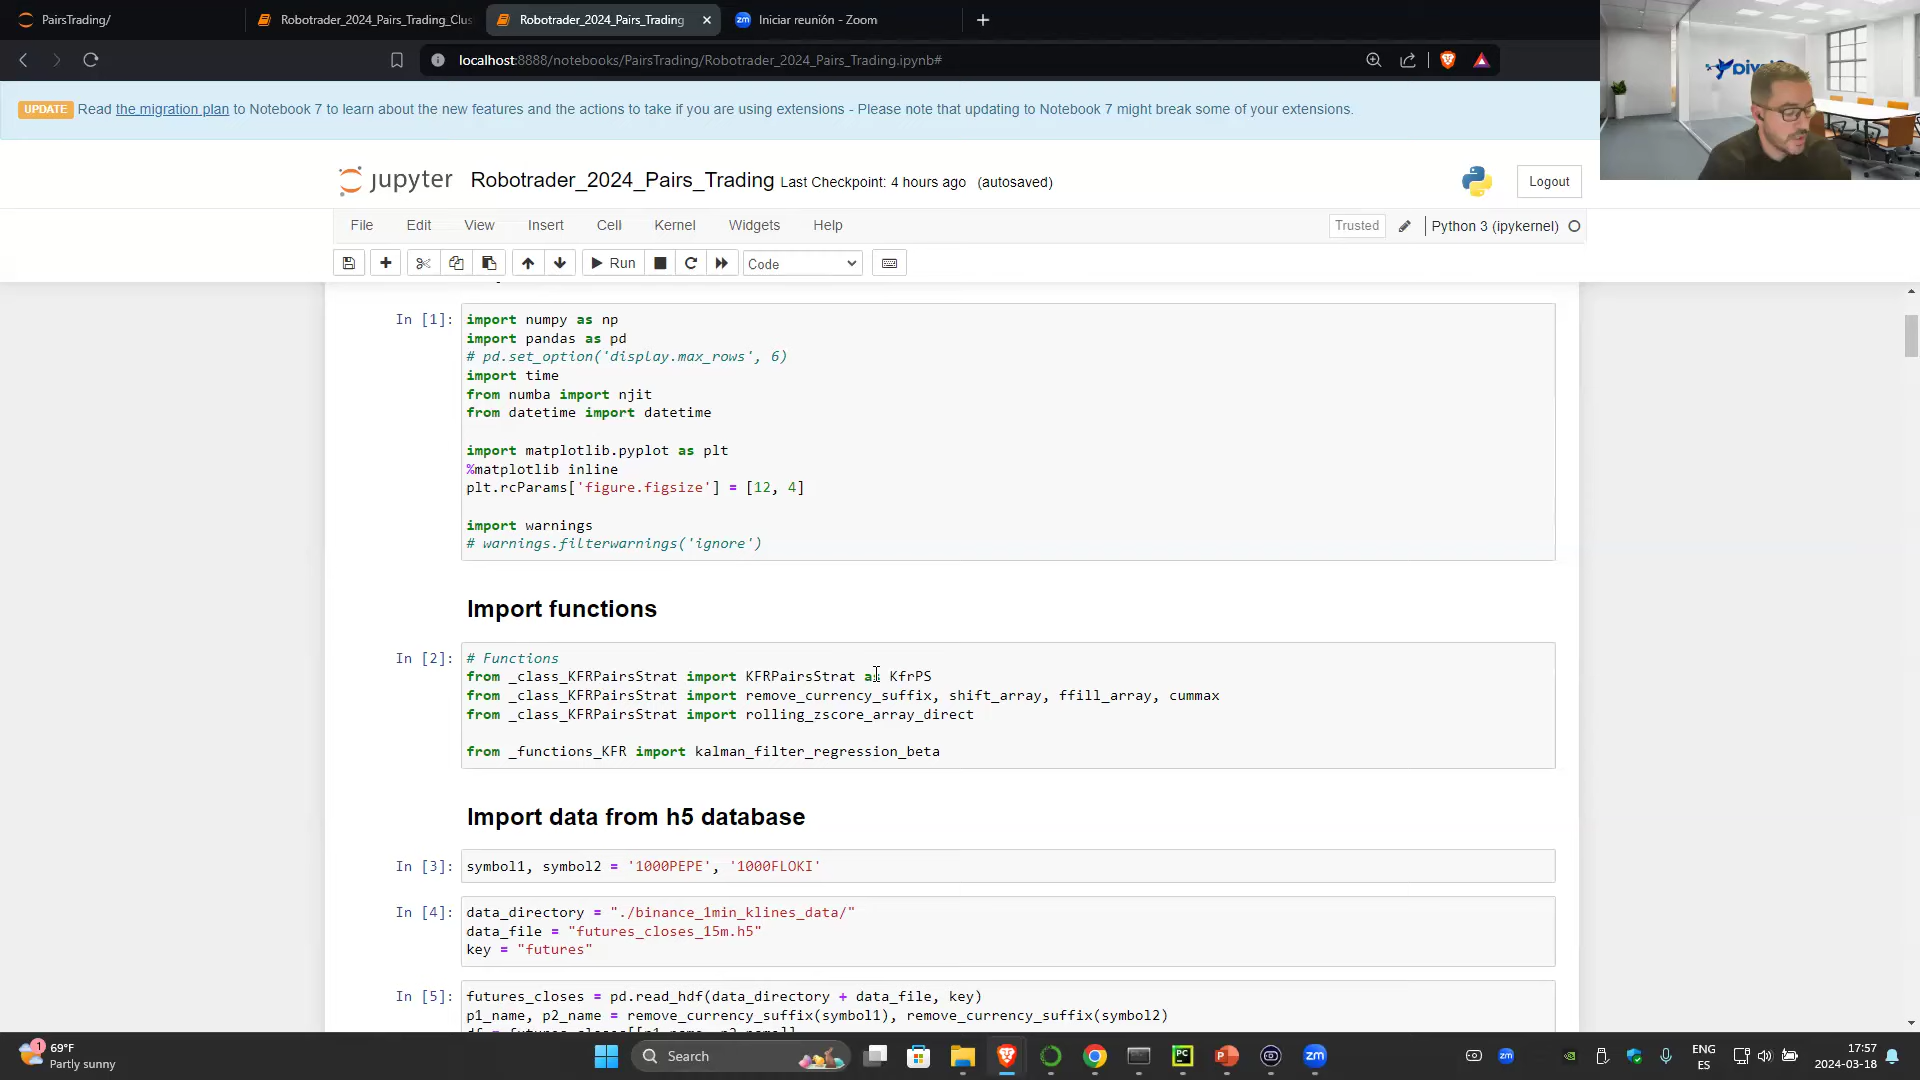 PairsTrading/
Robotrader_2024_Pairs_Trading_Clus
Robotrader_2024_Pairs_Trading
Iniciar reunión - Zoom
localhost:8888/notebooks/PairsTrading/Robotrader_2024_Pairs_Trading.ipynb#
UPDATE Read the migration plan to Notebook 7 to learn about the new features and the actions to take if you are using extensions - Please note that updating to Notebook 7 might break some of your extensions.
jupyter Robotrader_2024_Pairs_Trading Last Checkpoint: 4 hours ago (autosaved)
Logout
File Edit View Insert Cell Kernel Widgets Help
Trusted Python 3 (ipykernel)
Run Code
In [1]: import numpy as np
import pandas as pd
# pd.set_option('display.max_rows', 6)
import time
from numba import njit
from datetime import datetime
import matplotlib.pyplot as plt
%matplotlib inline
plt.rcParams['figure.figsize'] = [12, 4]
import warnings
# warnings.filterwarnings('ignore')
Import functions
In [2]: # Functions
from _class_KFRPairsStrat import KFRPairsStrat as KfrPS
from _class_KFRPairsStrat import remove_currency_suffix, shift_array, ffill_array, cummax
from _class_KFRPairsStrat import rolling_zscore_array_direct
from _functions_KFR import kalman_filter_regression_beta
Import data from h5 database
In [3]: symbol1, symbol2 = '1000PEPE', '1000FLOKI'
In [4]: data_directory = "./binance_1min_klines_data/"
data_file = "futures_closes_15m.h5"
key = "futures"
In [5]: futures_closes = pd.read_hdf(data_directory + data_file, key)
p1_name, p2_name = remove_currency_suffix(symbol1), remove_currency_suffix(symbol2)
1
69°F
Partly sunny
Search
ENG
ES
17:57
2024-03-18